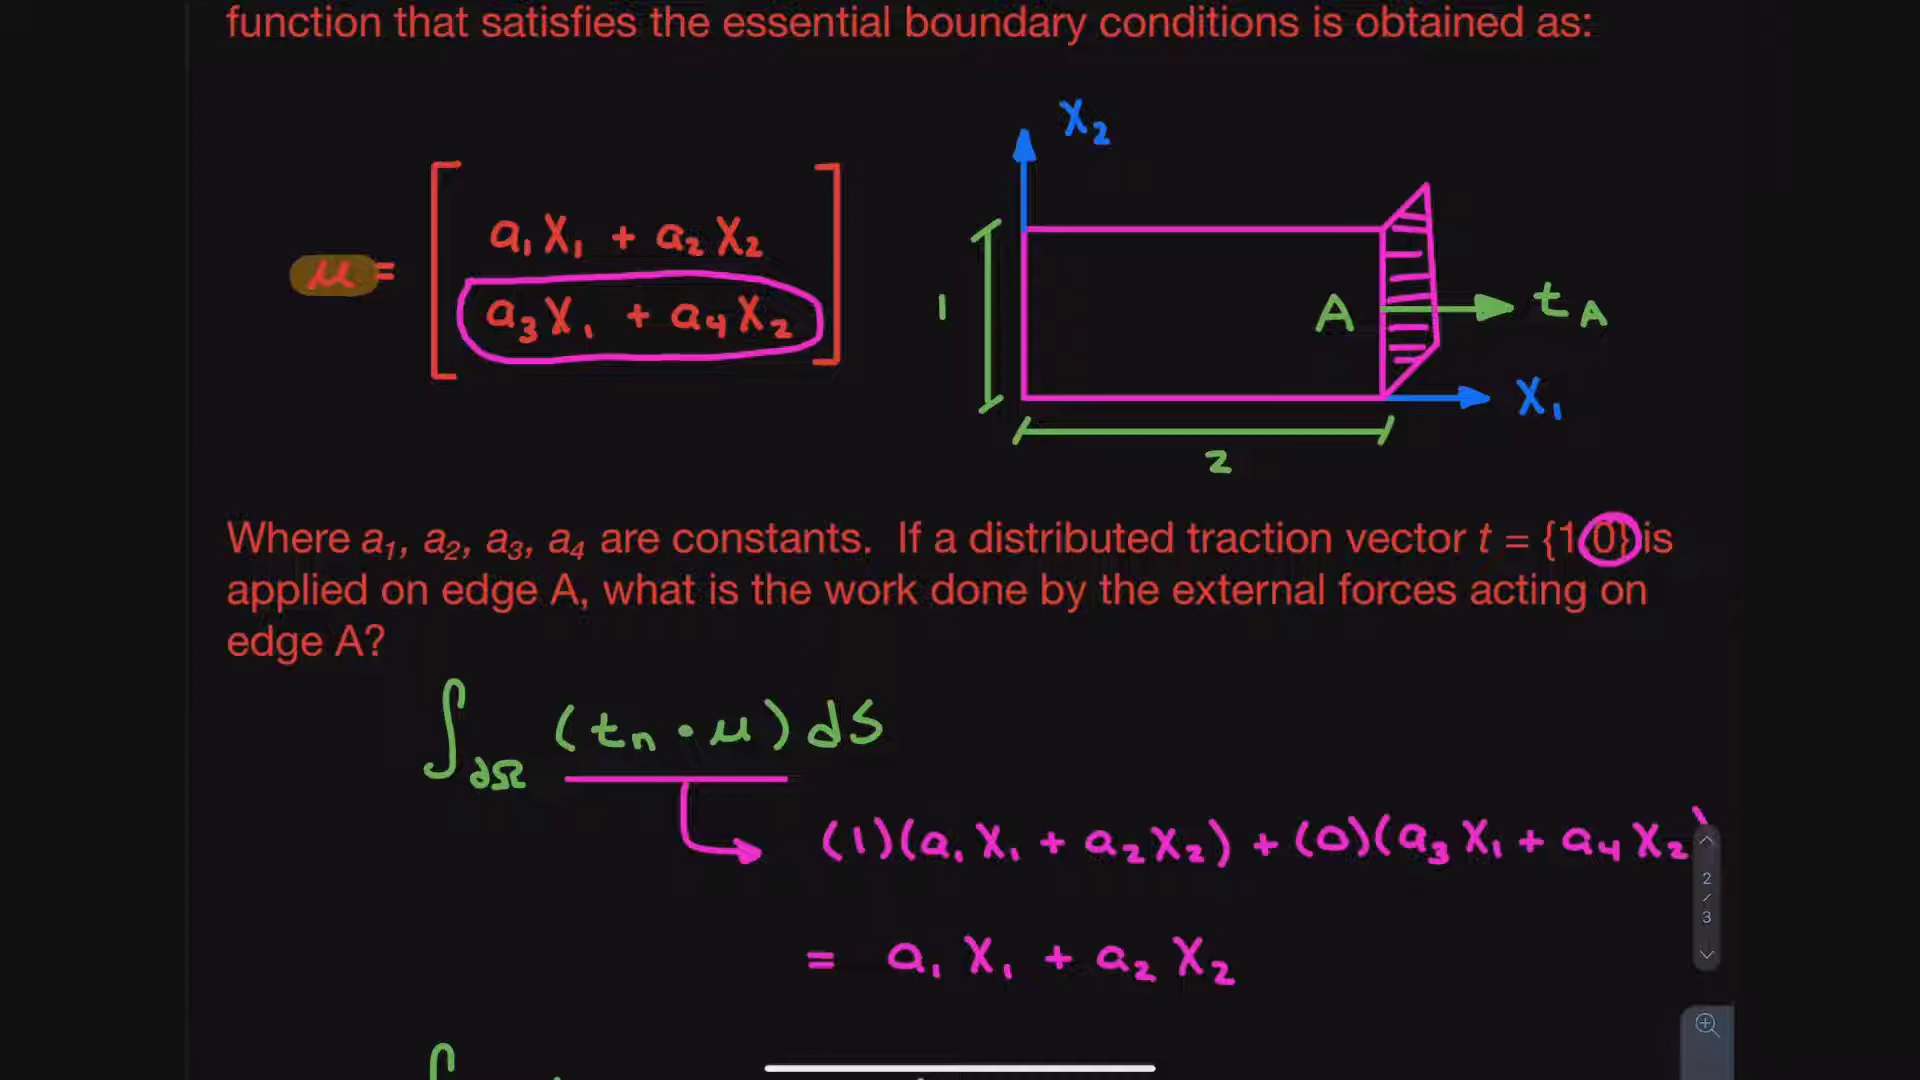 function that satisfies the essential boundary conditions is obtained as:
X₂
u = [ a₁X₁ + a₂X₂
a₃X₁ + a₄X₂ ]
1
A
t_A
X₁
2
Where a₁, a₂, a₃, a₄ are constants. If a distributed traction vector t = {1,0} is
applied on edge A, what is the work done by the external forces acting on
edge A?
∫∂Ω (tₙ • u) dS
(1)(a₁X₁ + a₂X₂) + (0)(a₃X₁ + a₄X₂)
2
/
3
= a₁X₁ + a₂X₂
∫